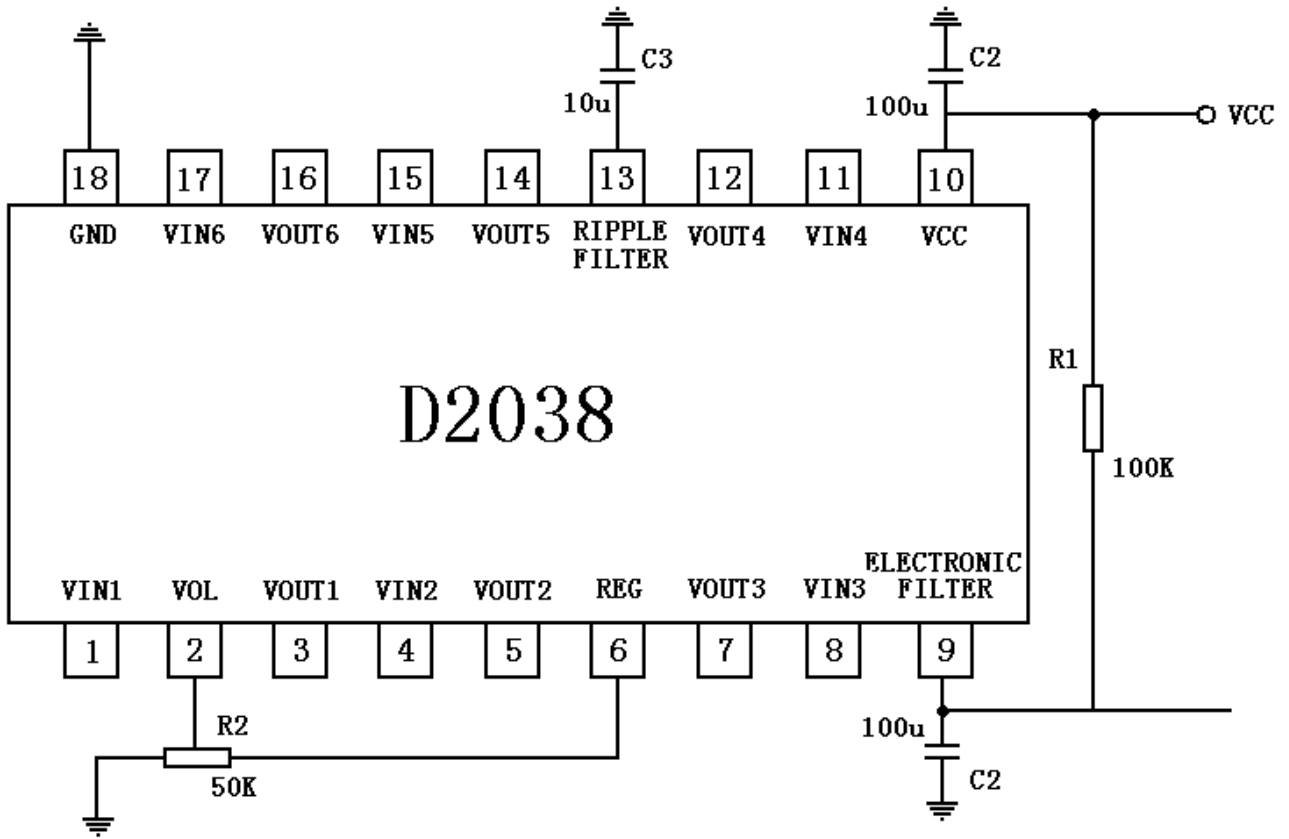 C3
C2
10u
100u
VCC
18 17 16 15 14 13 12 11 10
GND VIN6 VOUT6 VIN5 VOUT5 RIPPLE FILTER VOUT4 VIN4 VCC
R1
D2038
100K
VIN1 VOL VOUT1 VIN2 VOUT2 REG VOUT3 VIN3 ELECTRONIC FILTER
1 2 3 4 5 6 7 8 9
R2
100u
50K
C2